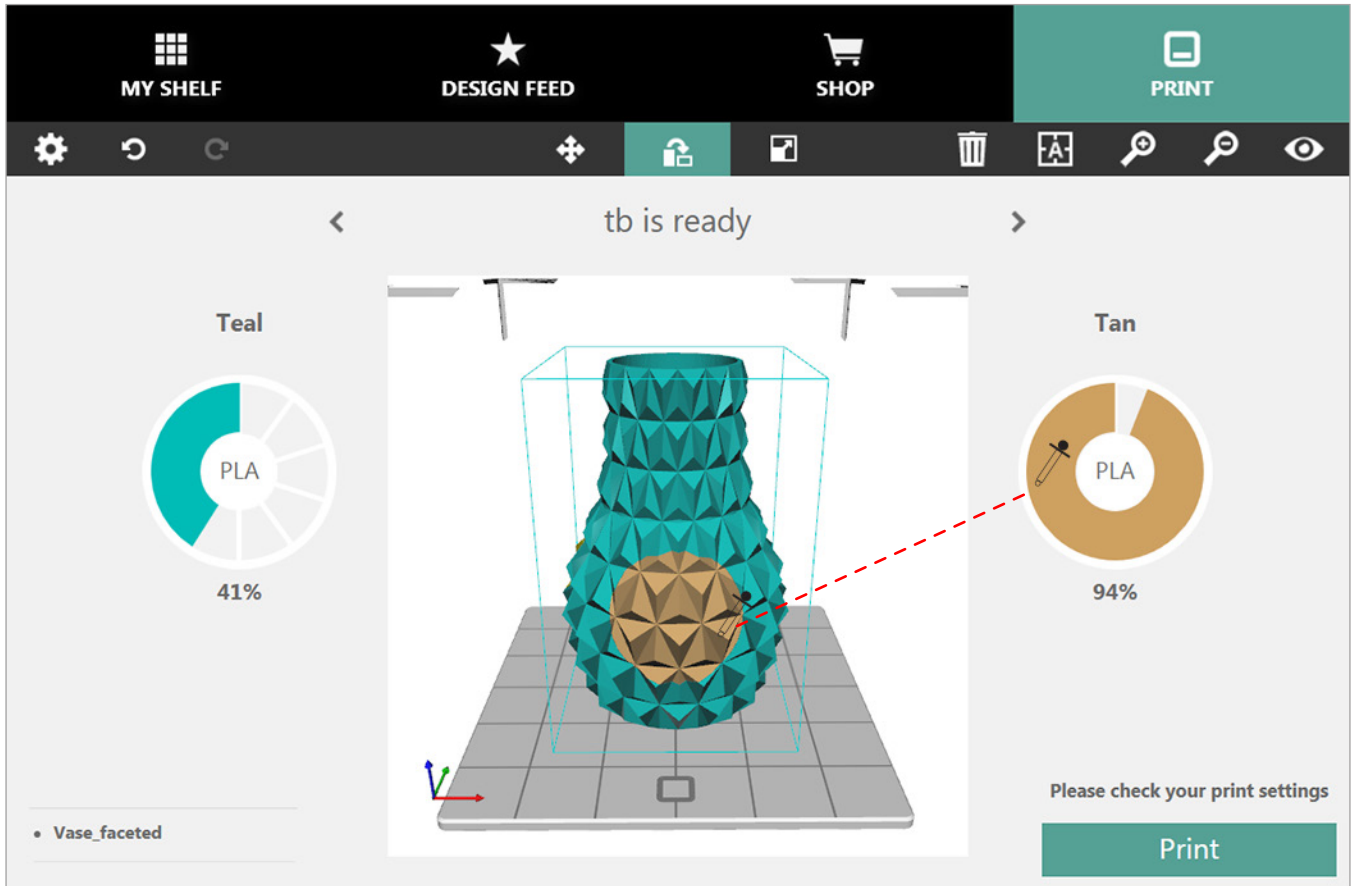 MY SHELF
DESIGN FEED
SHOP
PRINT
A
tb is ready
Teal
Tan
PLA
PLA
41%
94%
Please check your print settings
• Vase_faceted
Print